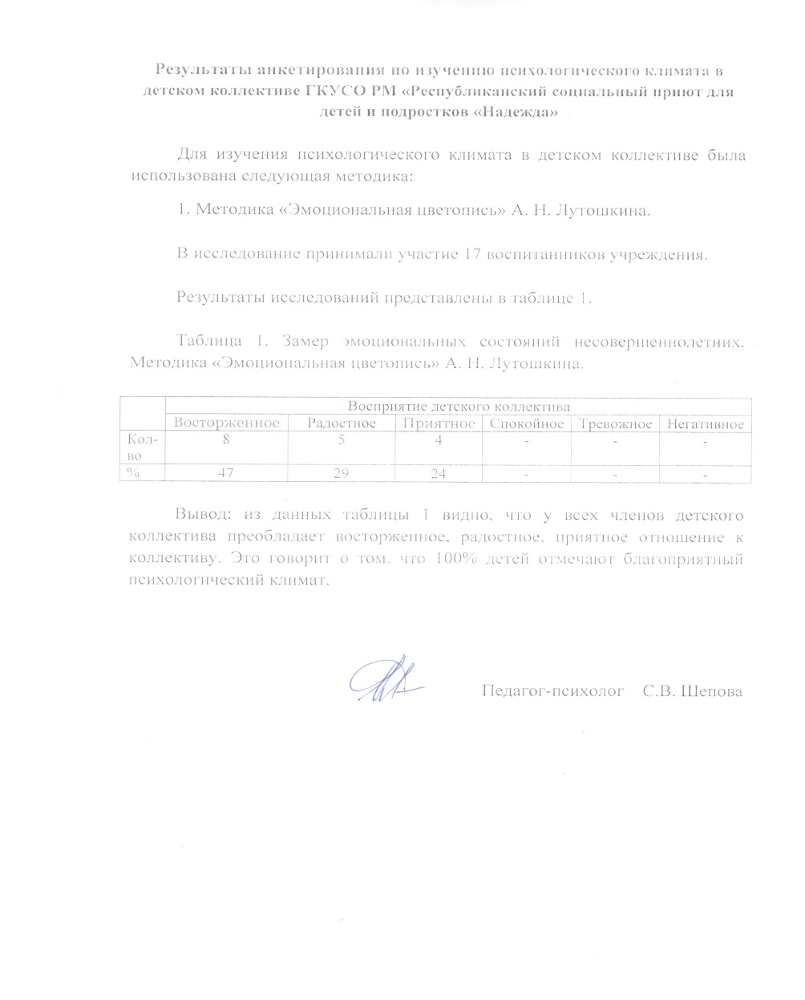 Результаты анкетирования по изучению психологического климата в
детском коллективе ГКУСО РМ «Республиканский социальный приют для
детей и подростков «Надежда»
Для изучения психологического климата в детском коллективе была
использована следующая методика:
1. Методика «Эмоциональная цветопись» А. Н. Лутошкина.
В исследование принимали участие 17 воспитанников учреждения.
Результаты исследований представлены в таблице 1.
Таблица 1. Замер эмоциональных состояний несовершеннолетних.
Методика «Эмоциональная цветопись» А. Н. Лутошкина.
Восприятие детского коллектива
Восторженное Радостное Приятное Спокойное Тревожное Негативное
Кол-
во 8 5 4 - - -
% 47 29 24 - - -
Вывод: из данных таблицы 1 видно, что у всех членов детского
коллектива преобладает восторженное, радостное, приятное отношение к
коллективу. Это говорит о том, что 100% детей отмечают благоприятный
психологический климат.
Педагог-психолог С.В. Шепова